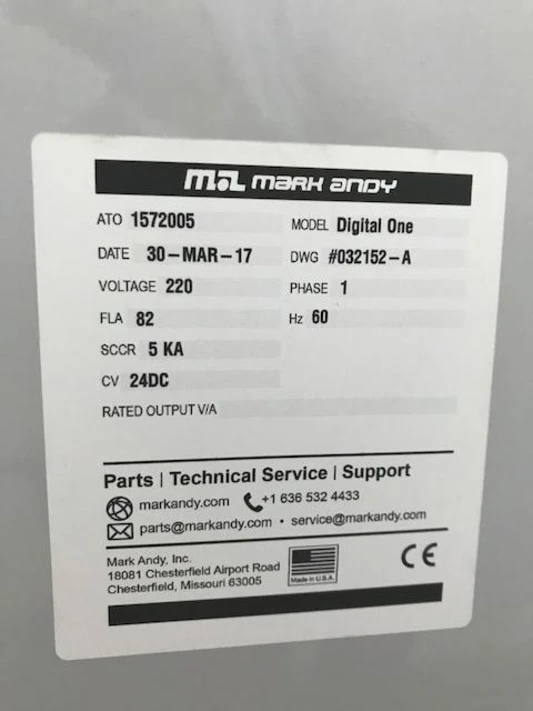 ma MARK ANDY
ATO 1572005 MODEL Digital One
DATE 30-MAR-17 DWG #032152-A
VOLTAGE 220 PHASE 1
FLA 82 Hz 60
SCCR 5 KA
CV 24DC
RATED OUTPUT V/A
Parts | Technical Service | Support
markandy.com +1 636 532 4433
parts@markandy.com • service@markandy.com
Mark Andy, Inc.
18081 Chesterfield Airport Road
Chesterfield, Missouri 63005
Made in U.S.A.
CE